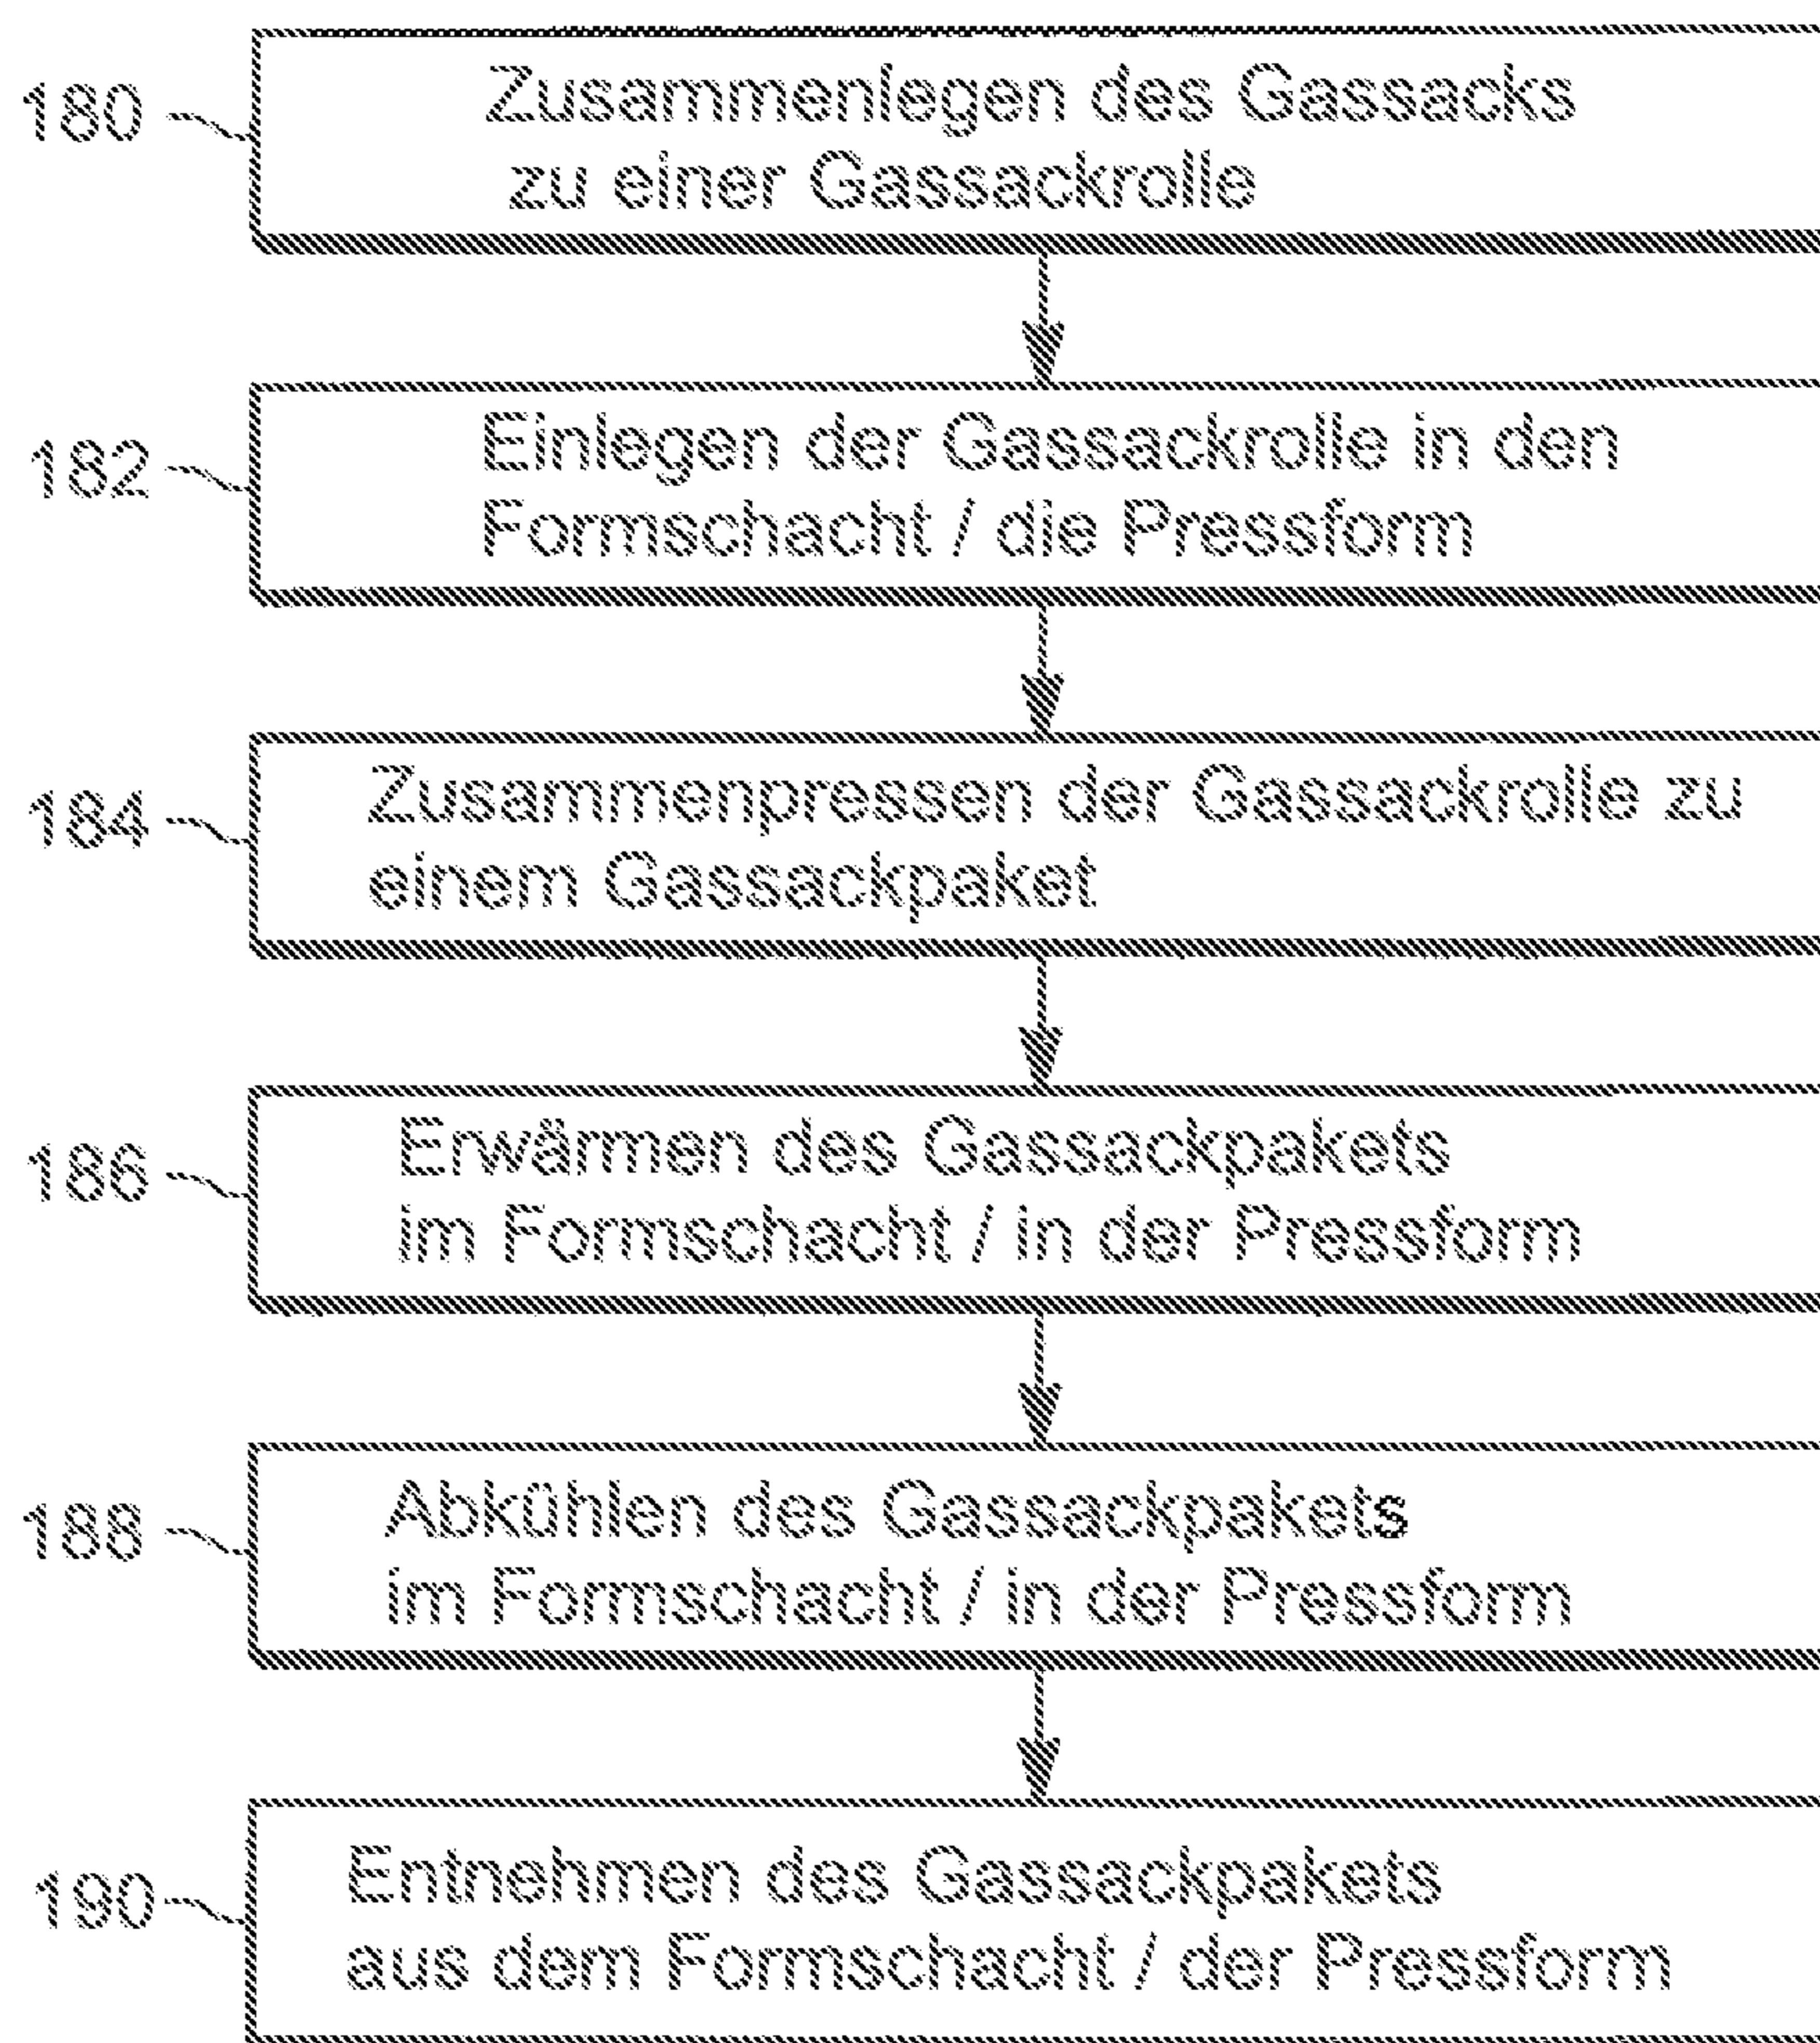 180
Zusammenlegen des Gassacks
zu einer Gassackrolle
182
Einlegen der Gassackrolle in den
Formschacht / die Pressform
184
Zusammenpressen der Gassackrolle zu
einem Gassackpaket
186
Erwärmen des Gassackpakets
im Formschacht / in der Pressform
188
Abkühlen des Gassackpakets
im Formschacht / in der Pressform
190
Entnehmen des Gassackpakets
aus dem Formschacht / der Pressform